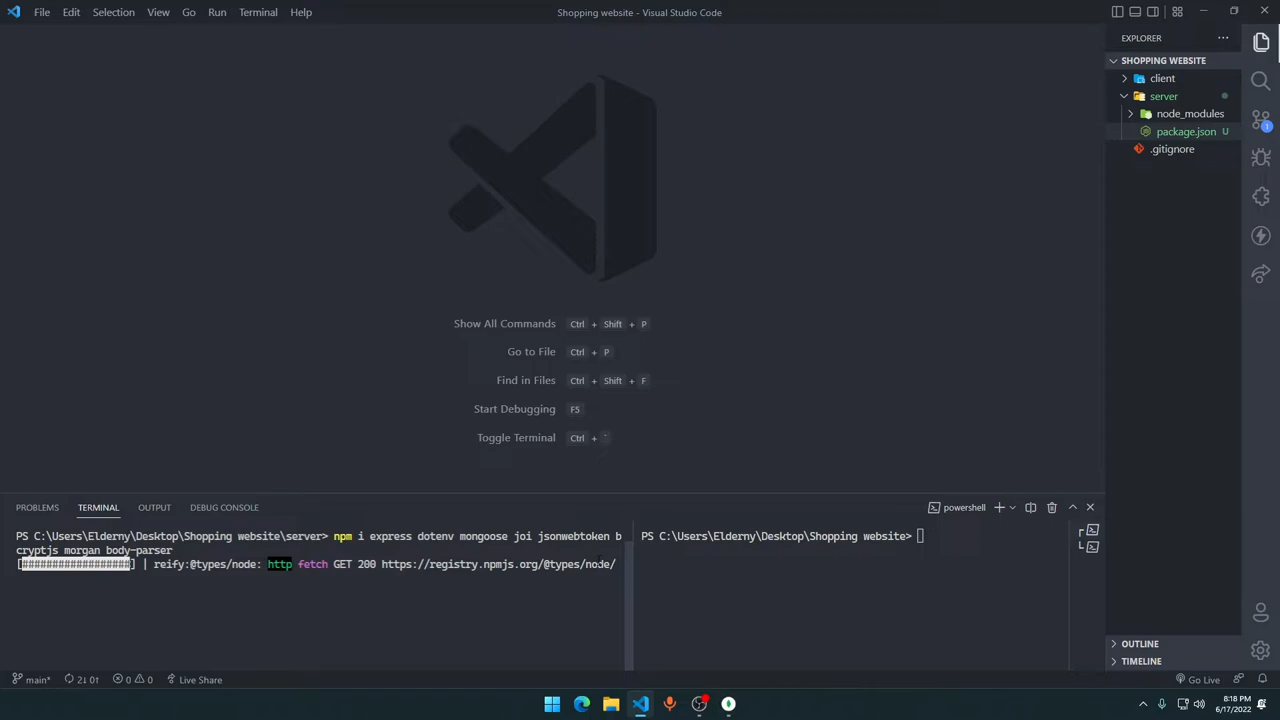 File Edit Selection View Go Run Terminal Help
Shopping website - Visual Studio Code
EXPLORER
SHOPPING WEBSITE
client
server
node_modules
package.json U
.gitignore
1
Show All Commands Ctrl + Shift + P
Go to File Ctrl + P
Find in Files Ctrl + Shift + F
Start Debugging F5
Toggle Terminal Ctrl + `
PROBLEMS TERMINAL OUTPUT DEBUG CONSOLE
powershell
PS C:\Users\Elderny\Desktop\Shopping website\server> npm i express dotenv mongoose joi jsonwebtoken b
cryptjs morgan body-parser
[##################] | reify:@types/node: http fetch GET 200 https://registry.npmjs.org/@types/node/
PS C:\Users\Elderny\Desktop\Shopping website>
OUTLINE
TIMELINE
main* 2↓ 0↑ 0 0 Live Share
Go Live
8:18 PM
6/17/2022